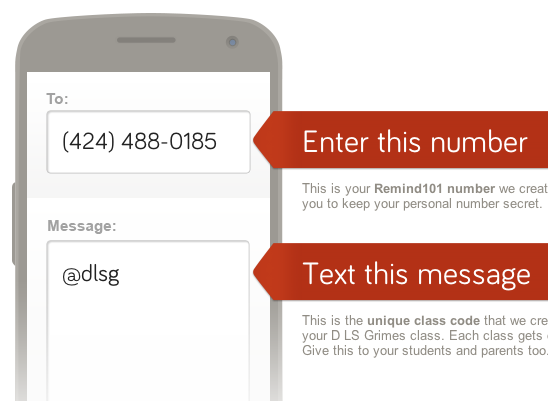 To:
(424) 488-0185
Enter this number
This is your Remind101 number we creat
you to keep your personal number secret.
Message:
@dlsg
Text this message
This is the unique class code that we cre
your D LS Grimes class. Each class gets
Give this to your students and parents too.